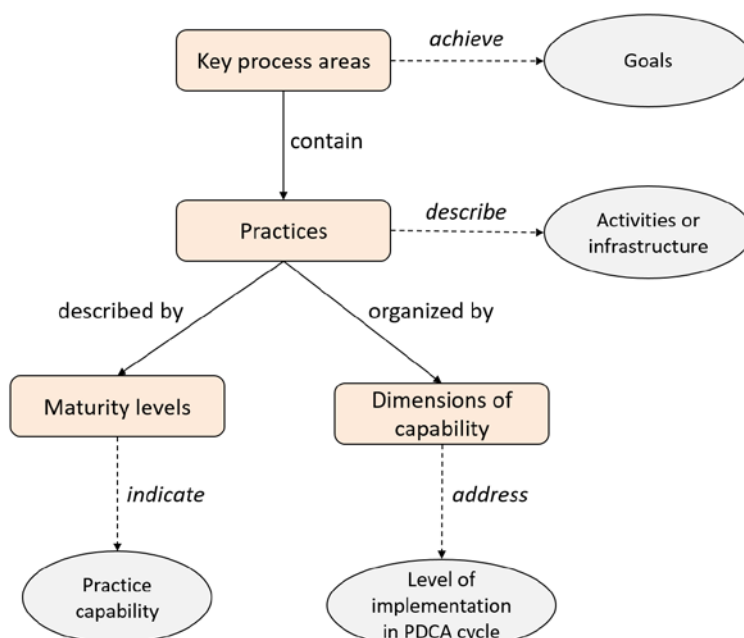 achieve
Key process areas
Goals
contain
describe
Practices
Activities or
infrastructure
described by
organized by
Maturity levels
Dimensions of
capability
indicate
address
Practice
capability
Level of
implementation
in PDCA cycle